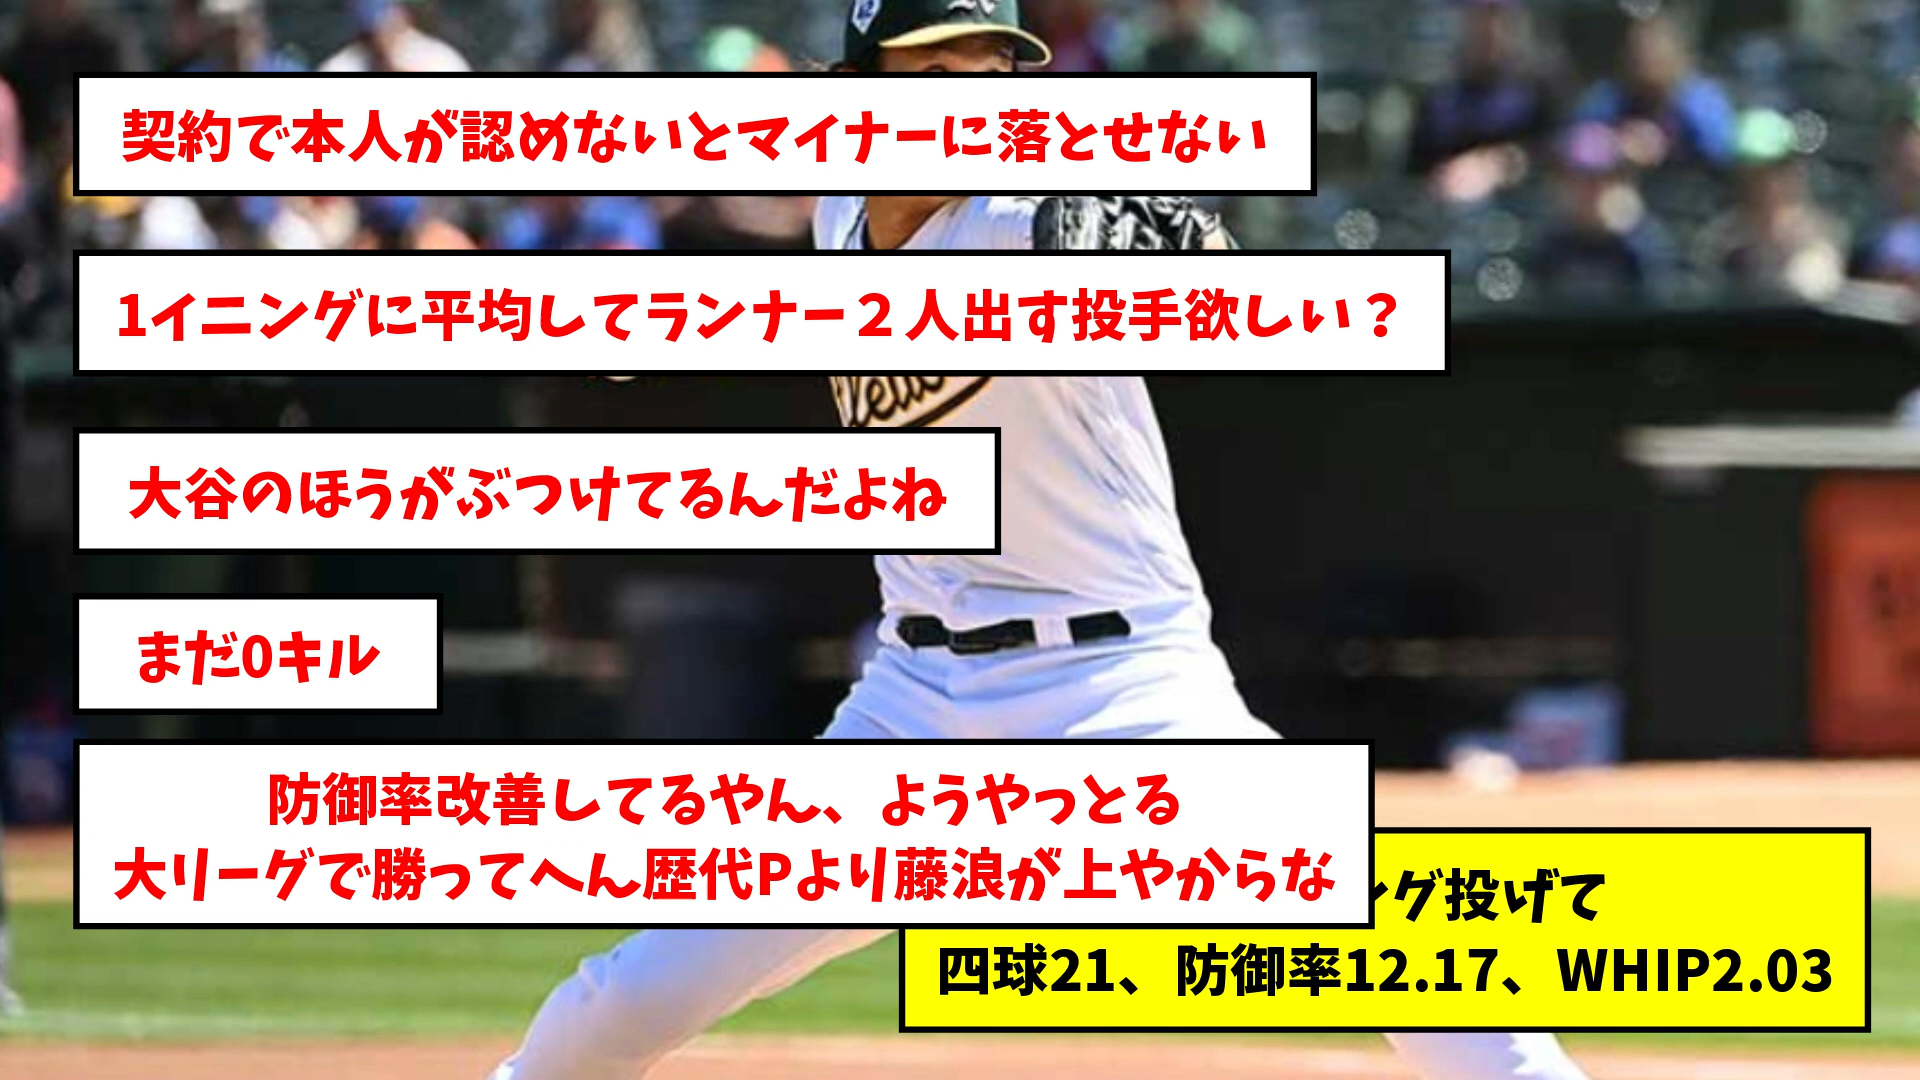 契約で本人が認めないとマイナーに落とせない
1イニングに平均してランナー２人出す投手欲しい？
大谷のほうがぶつけてるんだよね
まだ0キル
防御率改善してるやん、ようやっとる
大リーグで勝ってへん歴代Pより藤浪が上やからな
ング投げて
四球21、防御率12.17、WHIP2.03